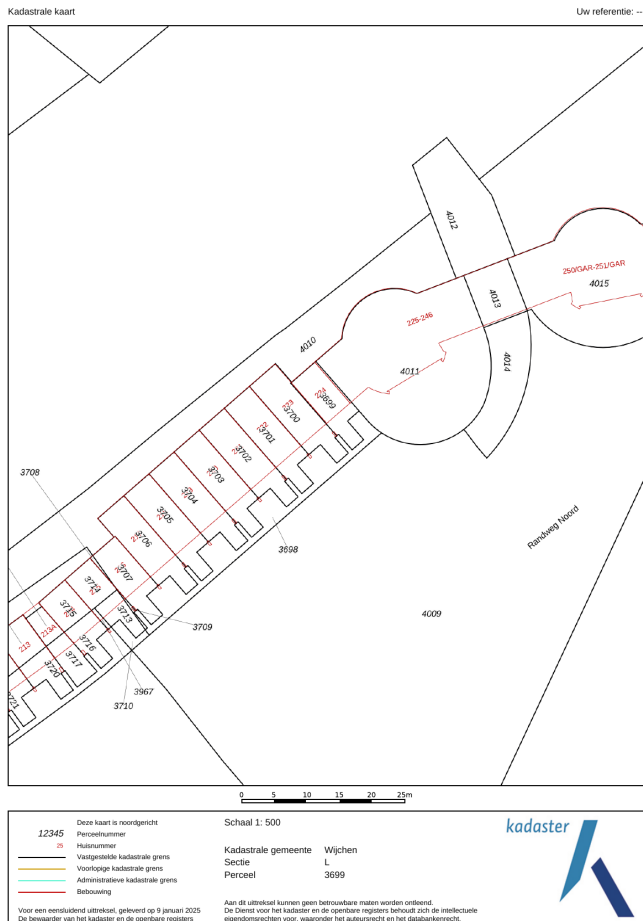 Kadastrale kaart
Uw referentie: --
4012
250/GAR-251/GAR
4015
4013
225-246
4010
4014
4011
224
3699
223
3700
222
3701
3702
3703
3704
3705
3706
3707
3708
3698
Randweg Noord
4009
3714
3715
3713
3709
213A
213
3716
3717
3720
3721
3967
3710
0 5 10 15 20 25m
Deze kaart is noordgericht
12345 Perceelnummer
25 Huisnummer
Vastgestelde kadastrale grens
Voorlopige kadastrale grens
Administratieve kadastrale grens
Bebouwing
Voor een eensluidend uittreksel, geleverd op 9 januari 2025
De bewaarder van het kadaster en de openbare registers
Schaal 1: 500
Kadastrale gemeente Wijchen
Sectie L
Perceel 3699
Aan dit uittreksel kunnen geen betrouwbare maten worden ontleend.
De Dienst voor het kadaster en de openbare registers behoudt zich de intellectuele
eigendomsrechten voor, waaronder het auteursrecht en het databankenrecht.
kadaster